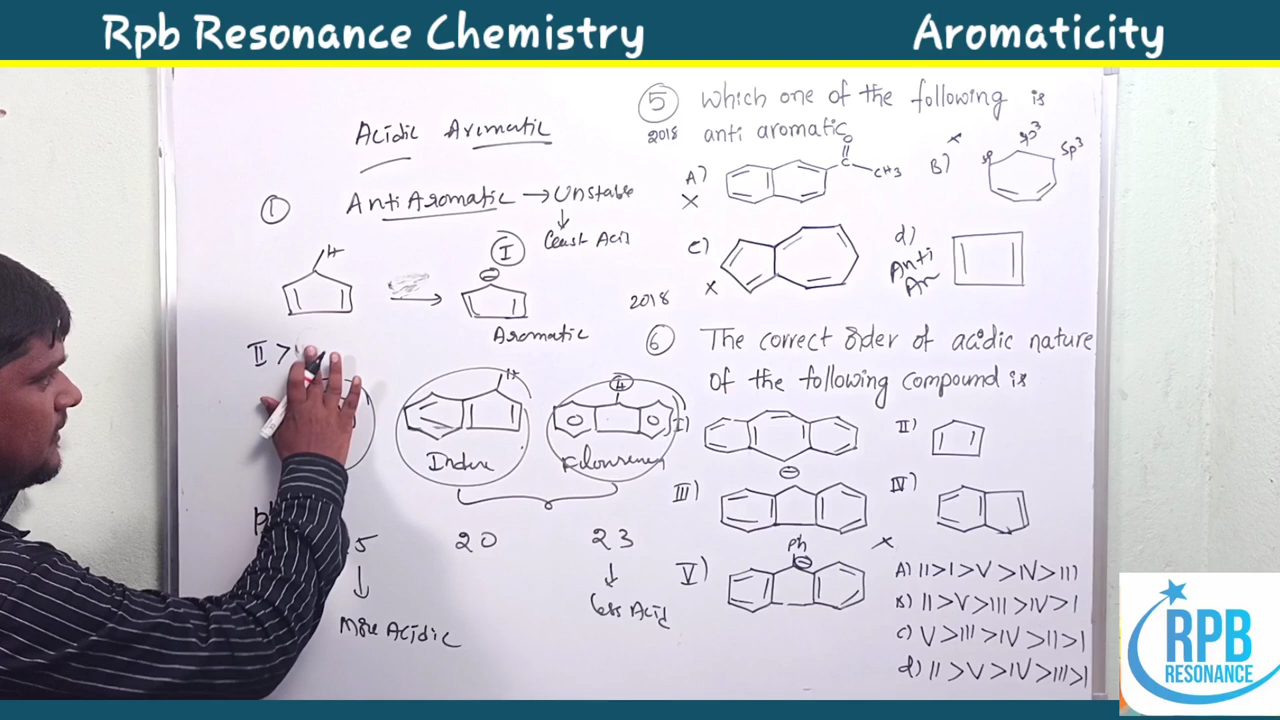 Rpb Resonance Chemistry
Aromaticity
Acidic Aromatic
① Anti Aromatic → Unstable
↓
Least Acid
H
I
⊖
Aromatic
II >
H
Indene
H
pk
5
20
23
↓
More Acidic
↓
Less Acid
⑤ Which one of the following is
2018 anti aromatic
A) O
C
CH3
X
B) X
sp3
sp3
C)
X
d)
Anti
Ar
2018
⑥ The correct order of acidic nature
of the following compound is
I)
II)
⊖
III)
IV)
Ph
⊖
X
V)
A) II > I > V > IV > III
B) II > V > III > IV > I
C) V > III > IV > II > I
d) II > V > IV > III > I
RPB
RESONANCE